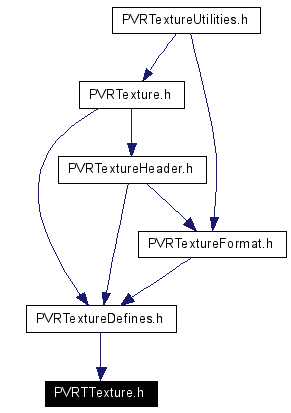 PVRTextureUtilities.h
PVRTexture.h
PVRTextureHeader.h
PVRTextureFormat.h
PVRTextureDefines.h
PVRTTexture.h